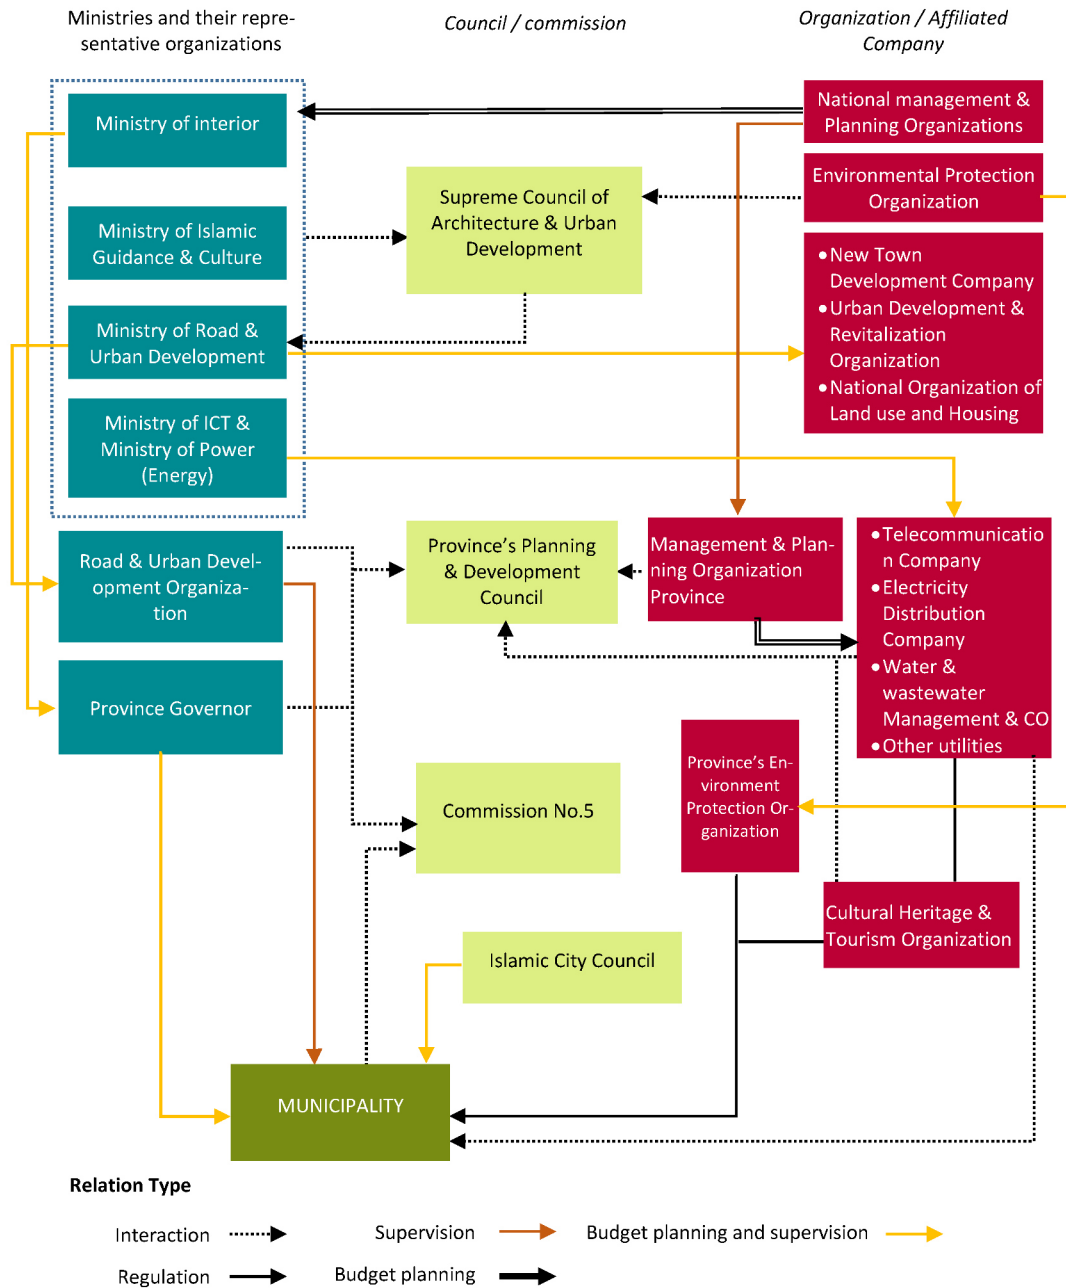 Ministries and their repre-
sentative organizations
Council / commission
Organization / Affiliated
Company
Ministry of interior
National management &
Planning Organizations
Supreme Council of
Architecture & Urban
Development
Environmental Protection
Organization
Ministry of Islamic
Guidance & Culture
•New Town
Development Company
•Urban Development &
Revitalization
Organization
•National Organization of
Land use and Housing
Ministry of Road &
Urban Development
Ministry of ICT &
Ministry of Power
(Energy)
Road & Urban Devel-
opment Organiza-
tion
Province's Planning
& Development
Council
Management & Plan-
ning Organization
Province
•Telecommunicatio
n Company
•Electricity
Distribution
Company
•Water &
wastewater
Management & CO
•Other utilities
Province Governor
Province's En-
vironment
Protection Or-
ganization
Commission No.5
Cultural Heritage &
Tourism Organization
Islamic City Council
MUNICIPALITY
Relation Type
Interaction
Supervision
Budget planning and supervision
Regulation
Budget planning